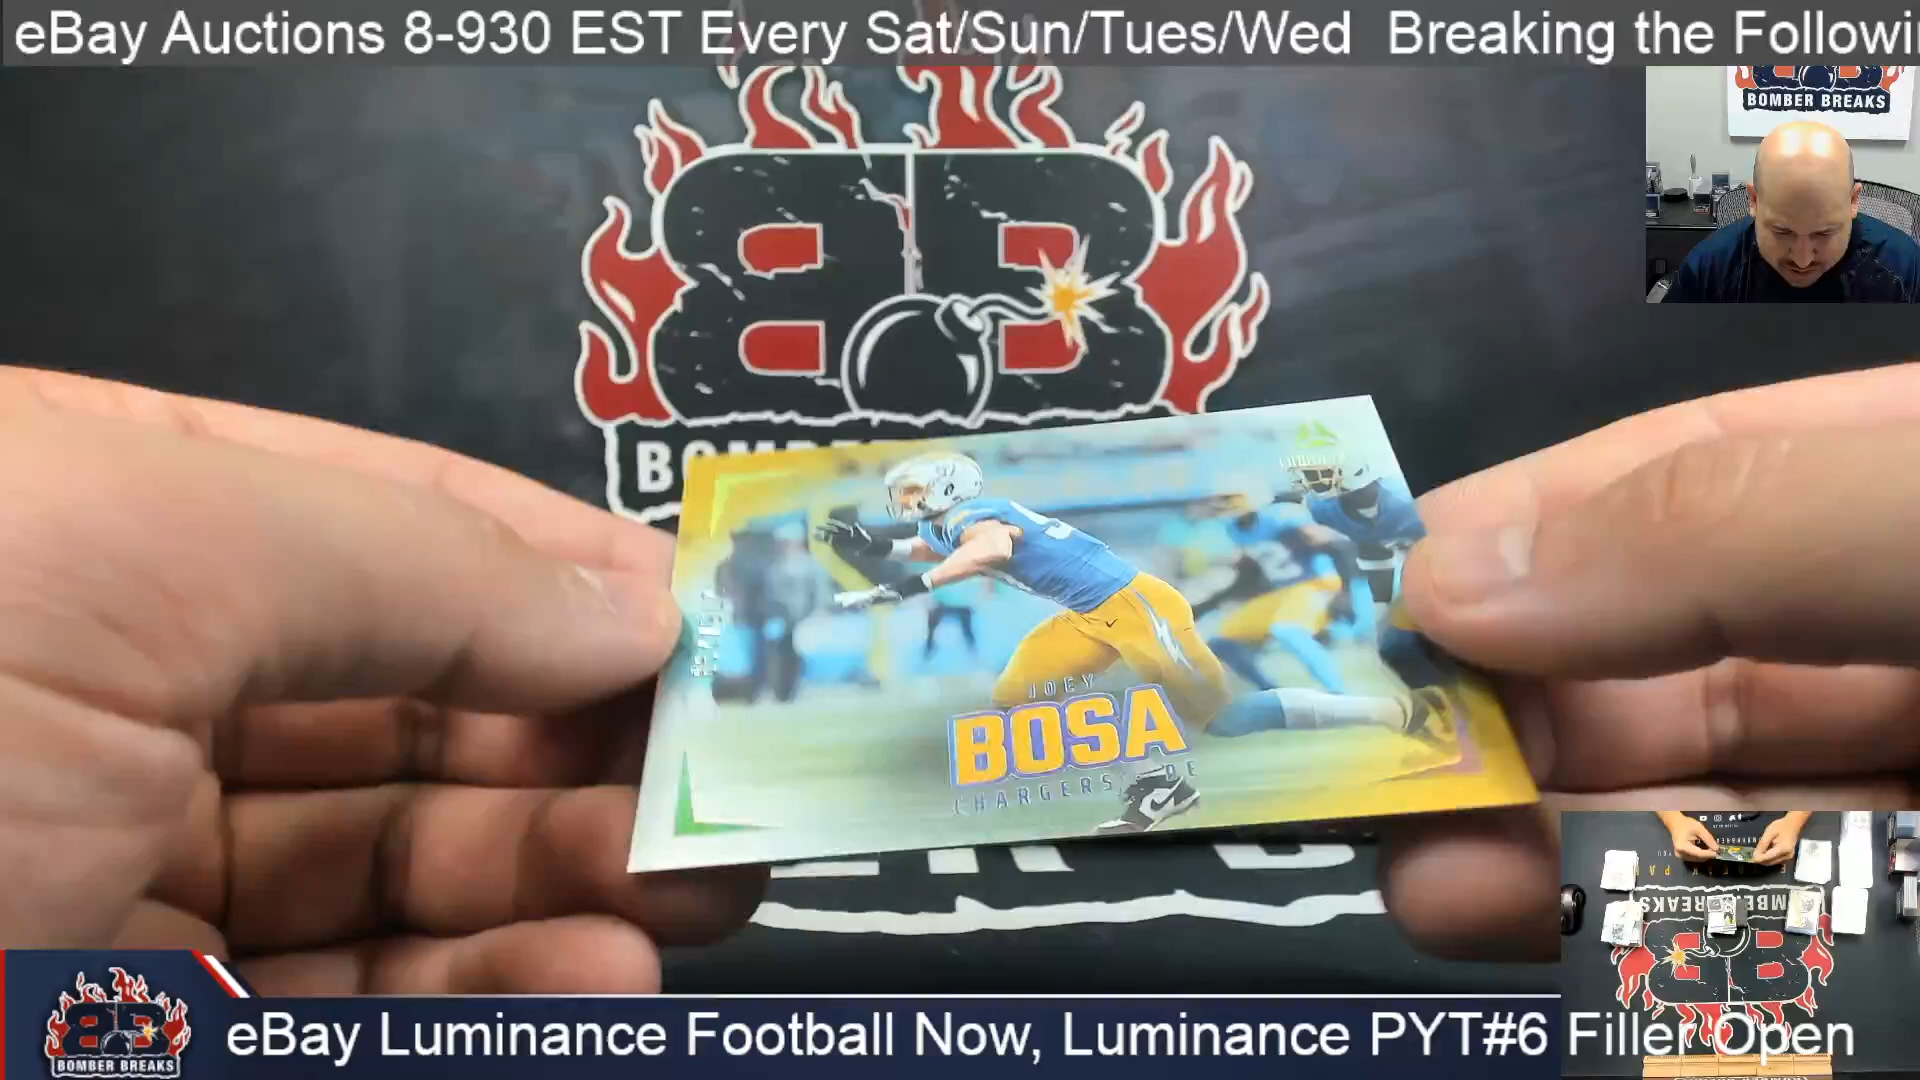 eBay Auctions 8-930 EST Every Sat/Sun/Tues/Wed Breaking the Followi
BOMBER BREAKS
JOEY
BOSA
CHARGERS DE
eBay Luminance Football Now, Luminance PYT#6 Filler Open
BOMBER BREAKS